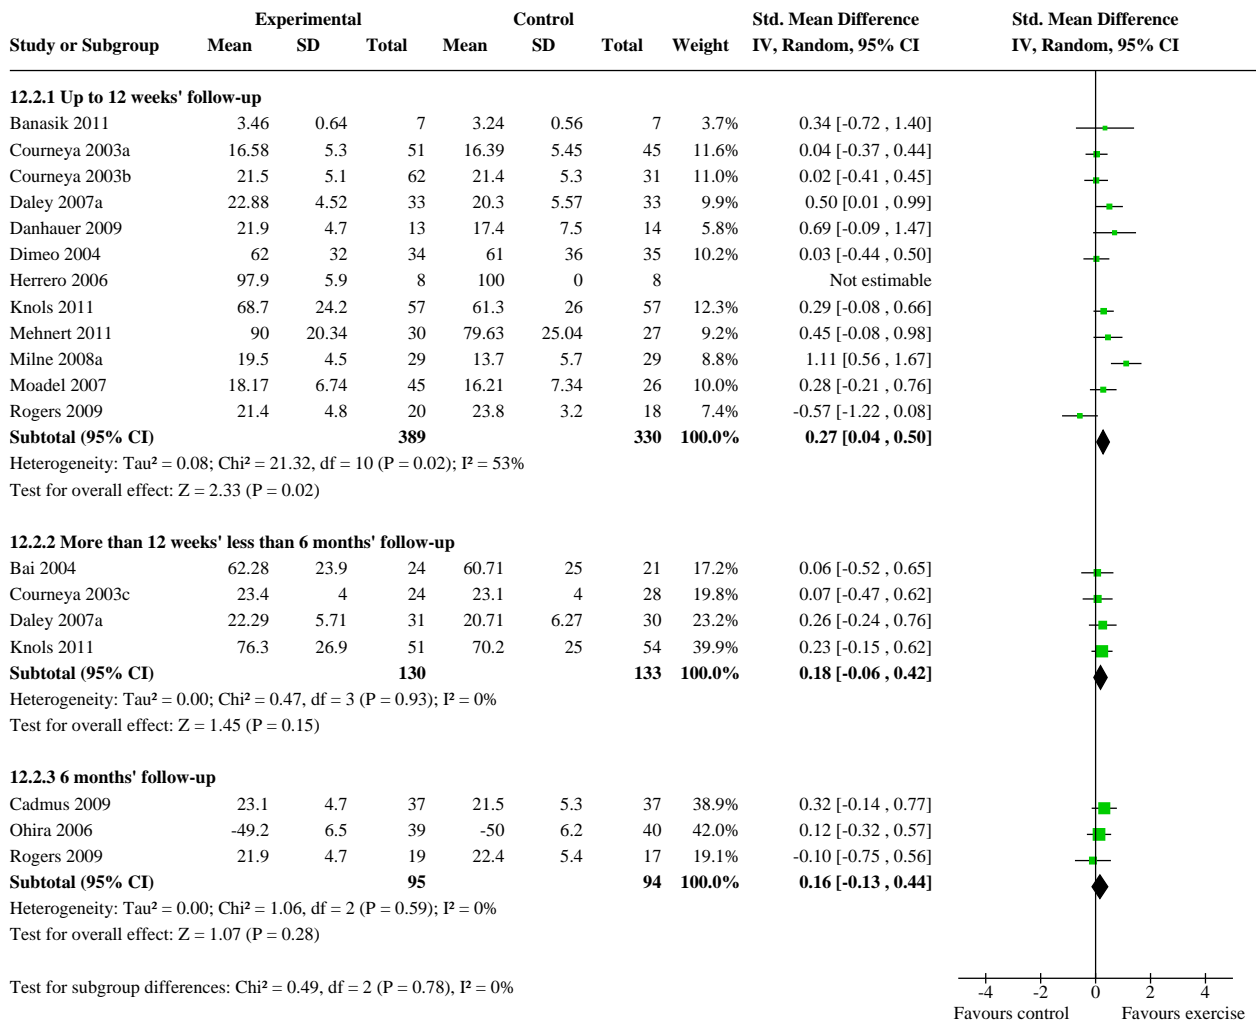 Experimental Control Std. Mean Difference Std. Mean Difference
Study or Subgroup Mean SD Total Mean SD Total Weight IV, Random, 95% CI IV, Random, 95% CI
12.2.1 Up to 12 weeks' follow-up
Banasik 2011 3.46 0.64 7 3.24 0.56 7 3.7% 0.34 [-0.72 , 1.40]
Courneya 2003a 16.58 5.3 51 16.39 5.45 45 11.6% 0.04 [-0.37 , 0.44]
Courneya 2003b 21.5 5.1 62 21.4 5.3 31 11.0% 0.02 [-0.41 , 0.45]
Daley 2007a 22.88 4.52 33 20.3 5.57 33 9.9% 0.50 [0.01 , 0.99]
Danhauer 2009 21.9 4.7 13 17.4 7.5 14 5.8% 0.69 [-0.09 , 1.47]
Dimeo 2004 62 32 34 61 36 35 10.2% 0.03 [-0.44 , 0.50]
Herrero 2006 97.9 5.9 8 100 0 8 Not estimable
Knols 2011 68.7 24.2 57 61.3 26 57 12.3% 0.29 [-0.08 , 0.66]
Mehnert 2011 90 20.34 30 79.63 25.04 27 9.2% 0.45 [-0.08 , 0.98]
Milne 2008a 19.5 4.5 29 13.7 5.7 29 8.8% 1.11 [0.56 , 1.67]
Moadel 2007 18.17 6.74 45 16.21 7.34 26 10.0% 0.28 [-0.21 , 0.76]
Rogers 2009 21.4 4.8 20 23.8 3.2 18 7.4% -0.57 [-1.22 , 0.08]
Subtotal (95% CI) 389 330 100.0% 0.27 [0.04 , 0.50]
Heterogeneity: Tau² = 0.08; Chi² = 21.32, df = 10 (P = 0.02); I² = 53%
Test for overall effect: Z = 2.33 (P = 0.02)
12.2.2 More than 12 weeks' less than 6 months' follow-up
Bai 2004 62.28 23.9 24 60.71 25 21 17.2% 0.06 [-0.52 , 0.65]
Courneya 2003c 23.4 4 24 23.1 4 28 19.8% 0.07 [-0.47 , 0.62]
Daley 2007a 22.29 5.71 31 20.71 6.27 30 23.2% 0.26 [-0.24 , 0.76]
Knols 2011 76.3 26.9 51 70.2 25 54 39.9% 0.23 [-0.15 , 0.62]
Subtotal (95% CI) 130 133 100.0% 0.18 [-0.06 , 0.42]
Heterogeneity: Tau² = 0.00; Chi² = 0.47, df = 3 (P = 0.93); I² = 0%
Test for overall effect: Z = 1.45 (P = 0.15)
12.2.3 6 months' follow-up
Cadmus 2009 23.1 4.7 37 21.5 5.3 37 38.9% 0.32 [-0.14 , 0.77]
Ohira 2006 -49.2 6.5 39 -50 6.2 40 42.0% 0.12 [-0.32 , 0.57]
Rogers 2009 21.9 4.7 19 22.4 5.4 17 19.1% -0.10 [-0.75 , 0.56]
Subtotal (95% CI) 95 94 100.0% 0.16 [-0.13 , 0.44]
Heterogeneity: Tau² = 0.00; Chi² = 1.06, df = 2 (P = 0.59); I² = 0%
Test for overall effect: Z = 1.07 (P = 0.28)
Test for subgroup differences: Chi² = 0.49, df = 2 (P = 0.78), I² = 0%
-4 -2 0 2 4
Favours control Favours exercise